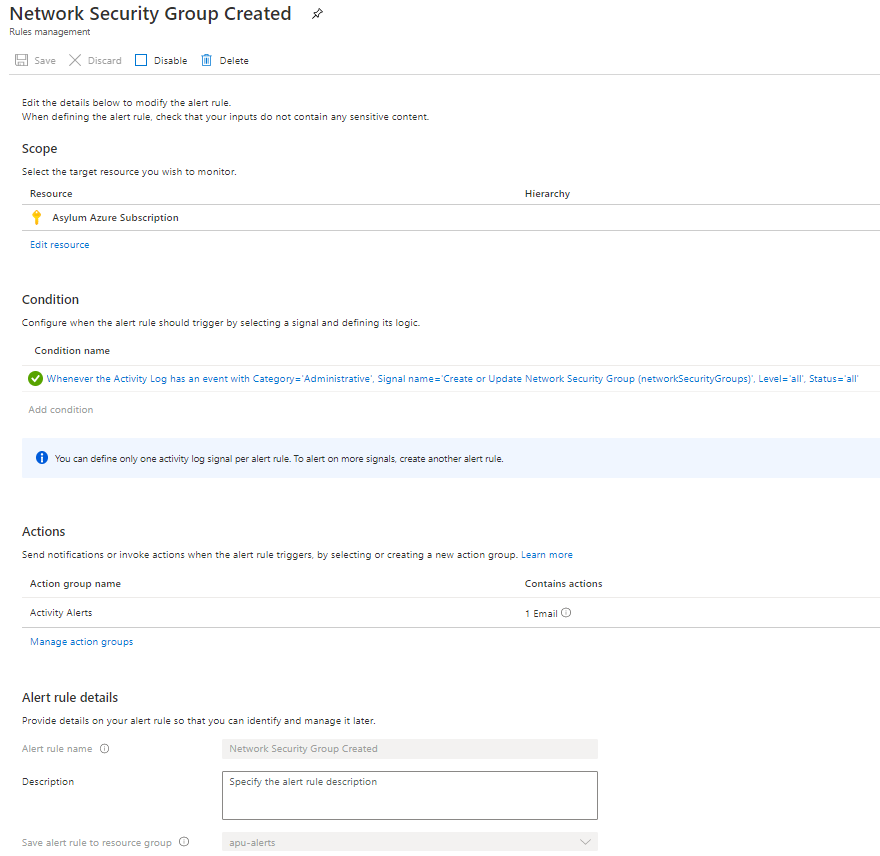 Network Security Group Created
Rules management
Save Discard Disable Delete
Edit the details below to modify the alert rule.
When defining the alert rule, check that your inputs do not contain any sensitive content.
Scope
Select the target resource you wish to monitor.
Resource Hierarchy
Asylum Azure Subscription
Edit resource
Condition
Configure when the alert rule should trigger by selecting a signal and defining its logic.
Condition name
Whenever the Activity Log has an event with Category='Administrative', Signal name='Create or Update Network Security Group (networkSecurityGroups)', Level='all', Status='all'
Add condition
You can define only one activity log signal per alert rule. To alert on more signals, create another alert rule.
Actions
Send notifications or invoke actions when the alert rule triggers, by selecting or creating a new action group. Learn more
Action group name Contains actions
Activity Alerts 1 Email
Manage action groups
Alert rule details
Provide details on your alert rule so that you can identify and manage it later.
Alert rule name Network Security Group Created
Description Specify the alert rule description
Save alert rule to resource group apu-alerts